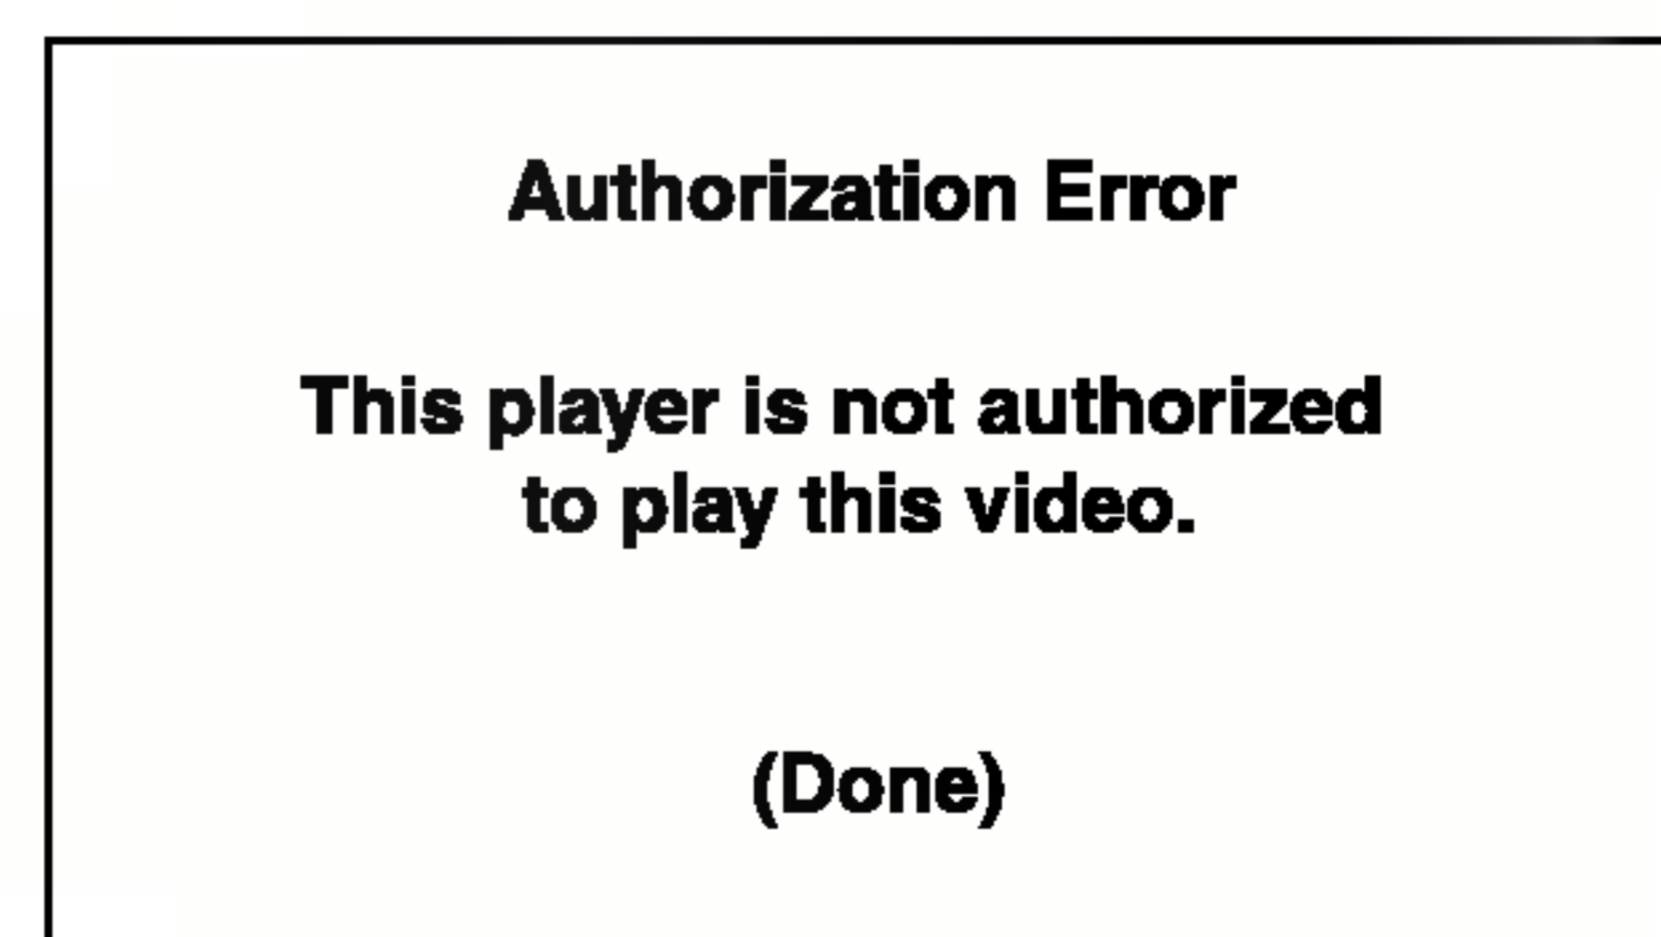 Authorization Error
This player is not authorized
to play this video.
(Done)